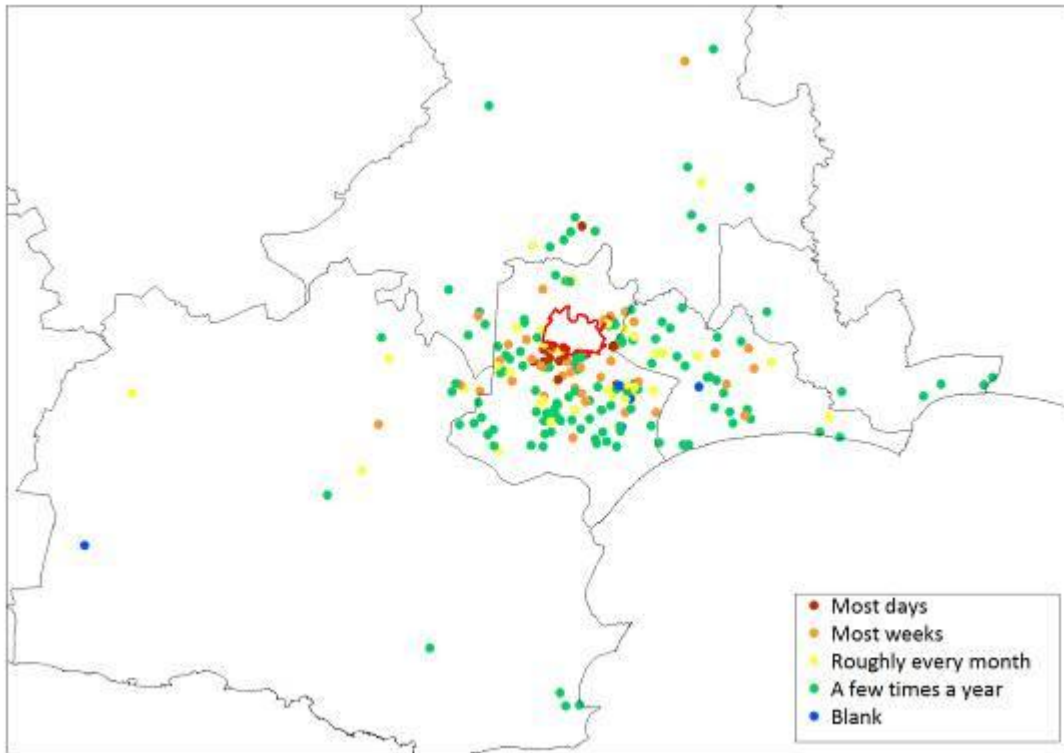 Most days
Most weeks
Roughly every month
A few times a year
Blank